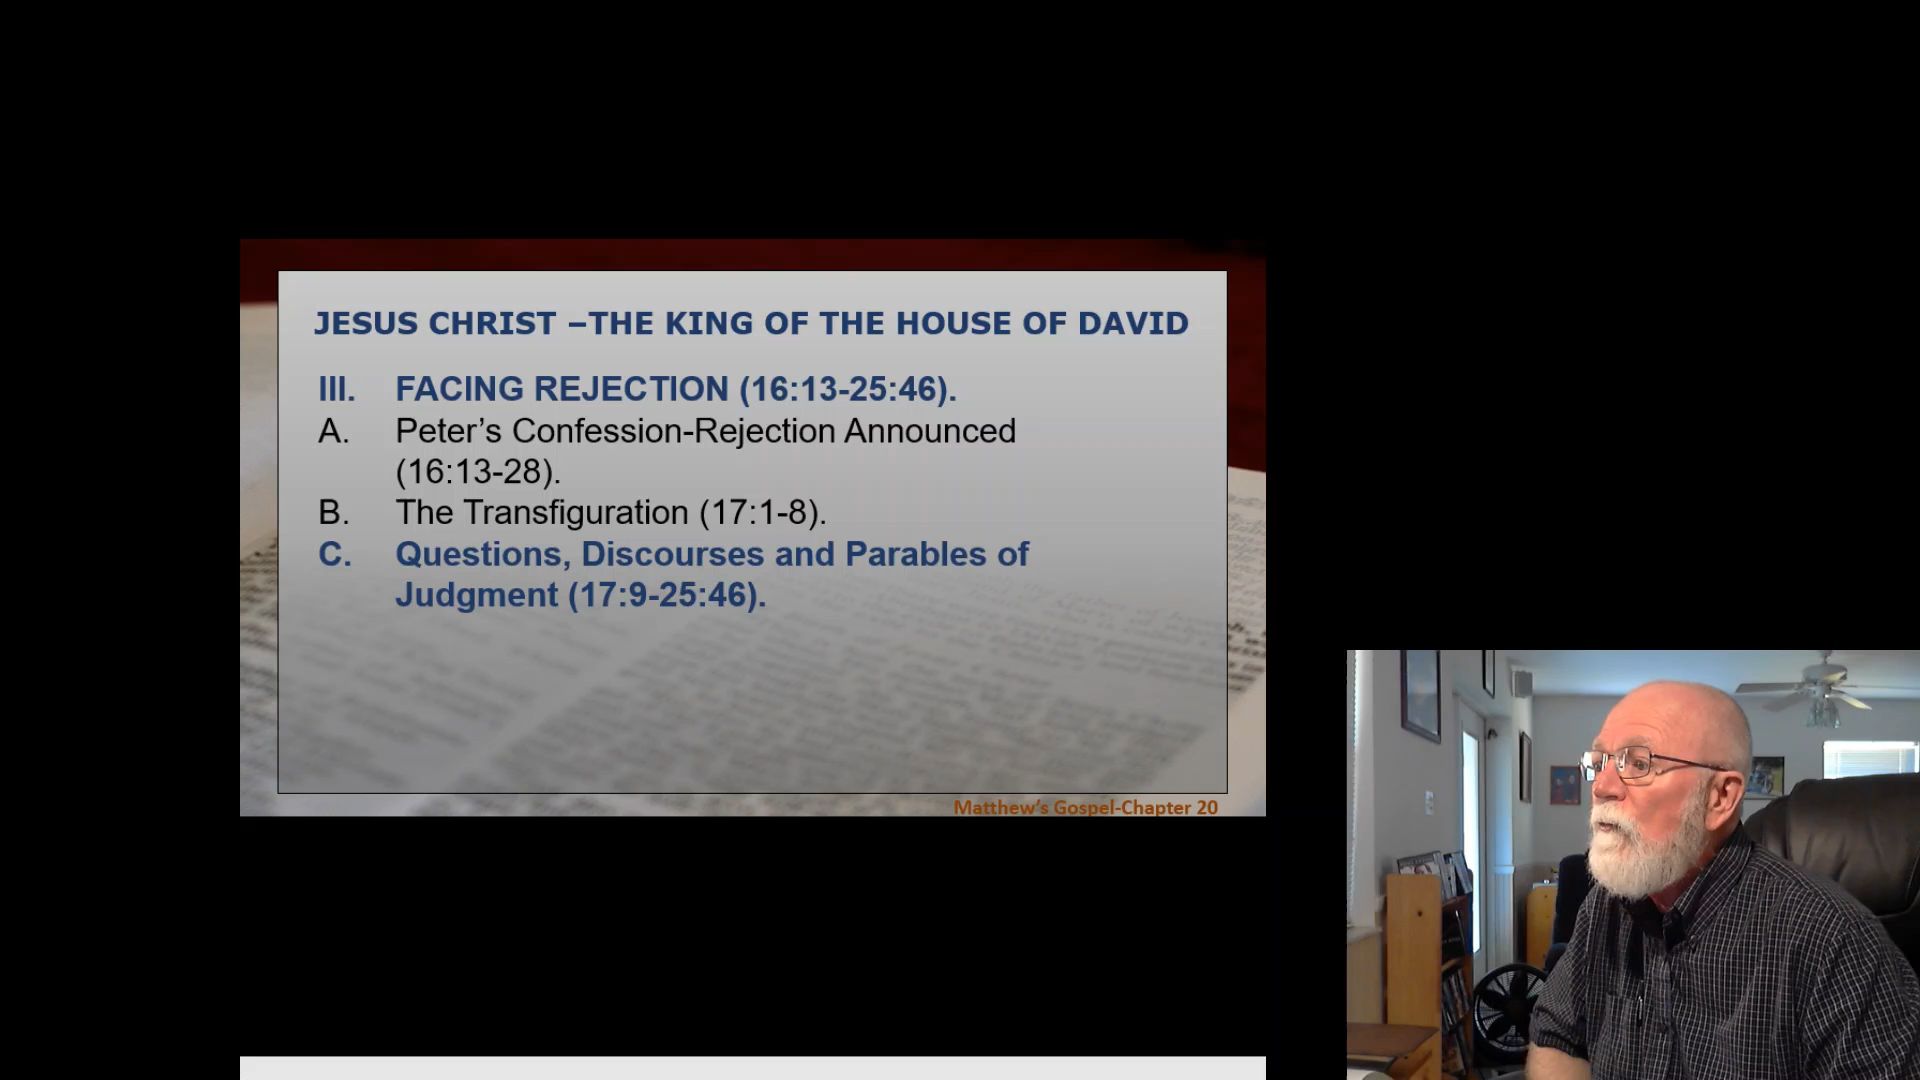 JESUS CHRIST –THE KING OF THE HOUSE OF DAVID
III. FACING REJECTION (16:13-25:46).
A. Peter’s Confession-Rejection Announced
(16:13-28).
B. The Transfiguration (17:1-8).
C. Questions, Discourses and Parables of
Judgment (17:9-25:46).
Matthew’s Gospel-Chapter 20